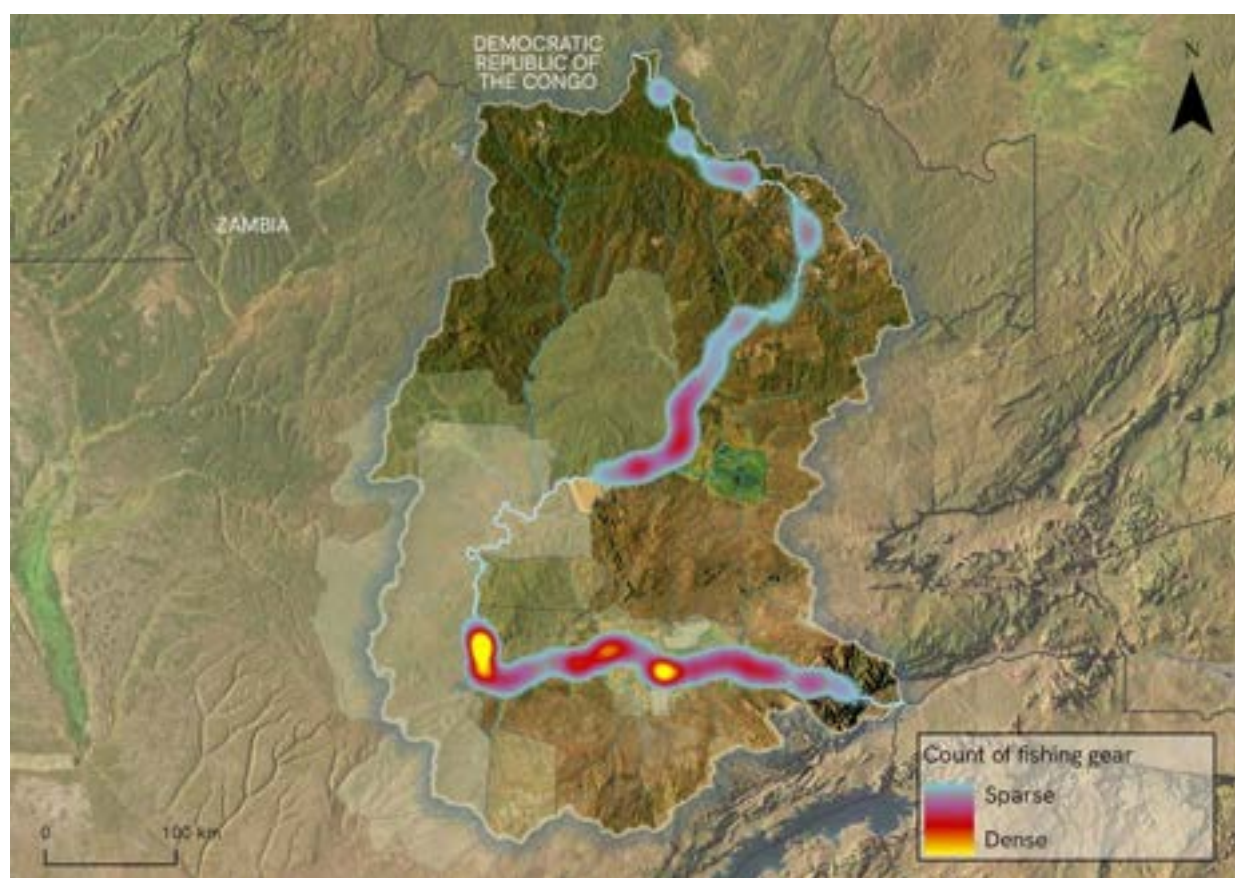 DEMOCRATIC
REPUBLIC OF
THE CONGO
N
ZAMBIA
Count of fishing gear
Sparse
Dense
0 100 km